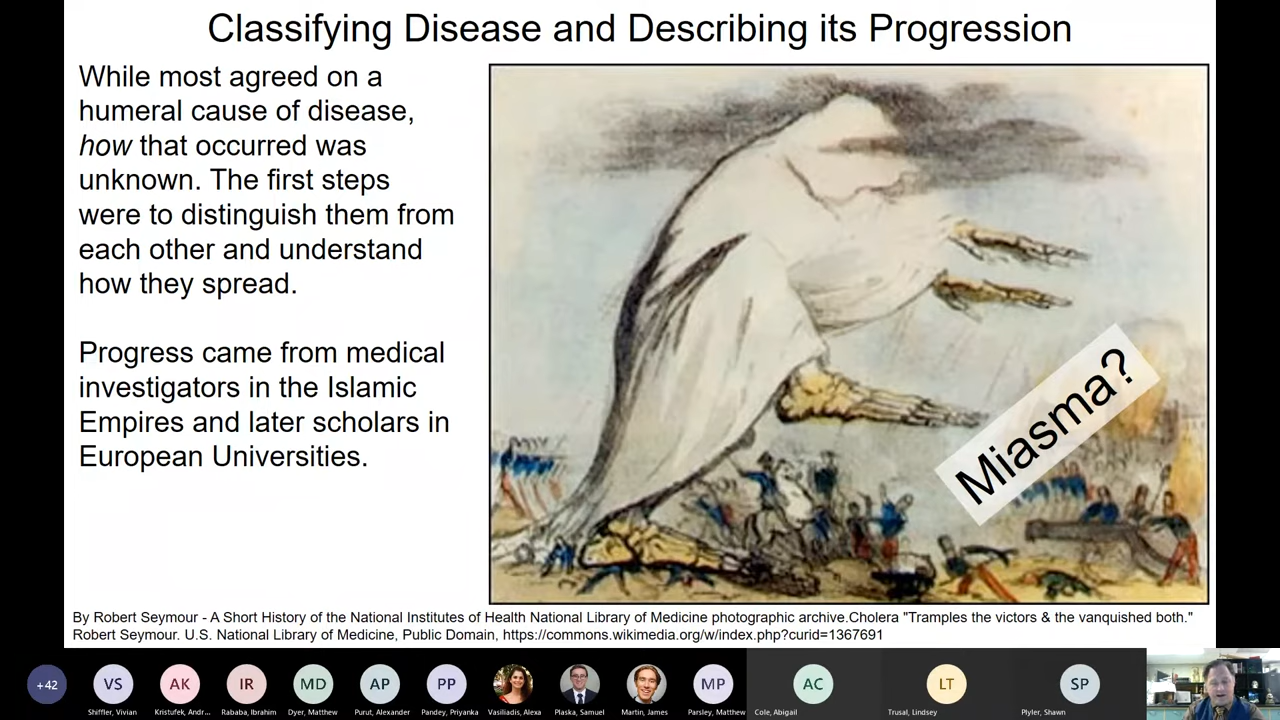 Classifying Disease and Describing its Progression
While most agreed on a
humeral cause of disease,
how that occurred was
unknown. The first steps
were to distinguish them from
each other and understand
how they spread.
Progress came from medical
investigators in the Islamic
Empires and later scholars in
European Universities.
Miasma?
By Robert Seymour - A Short History of the National Institutes of Health National Library of Medicine photographic archive.Cholera "Tramples the victors & the vanquished both."
Robert Seymour. U.S. National Library of Medicine, Public Domain, https://commons.wikimedia.org/w/index.php?curid=1367691
+42 VS AK IR MD AP PP MP AC LT SP
Shiffler, Vivian Kristufek, Andr... Rababa, Ibrahim Dyer, Matthew Purut, Alexander Pandey, Priyanka Vasiliadis, Alexa Plaska, Samuel Martin, James Parsley, Matthew Cole, Abigail Trusal, Lindsey Plyler, Shawn